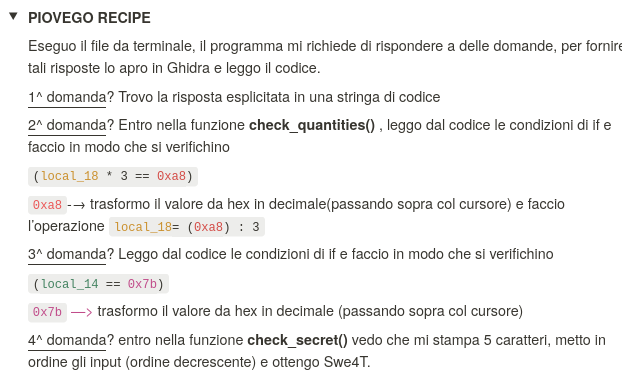 PIOVEGO RECIPE
Eseguo il file da terminale, il programma mi richiede di rispondere a delle domande, per fornire
tali risposte lo apro in Ghidra e leggo il codice.
1^ domanda? Trovo la risposta esplicitata in una stringa di codice
2^ domanda? Entro nella funzione check_quantities() , leggo dal codice le condizioni di if e
faccio in modo che si verifichino
(local_18 * 3 == 0xa8)
0xa8 -→ trasformo il valore da hex in decimale(passando sopra col cursore) e faccio
l'operazione local_18= (0xa8) : 3
3^ domanda? Leggo dal codice le condizioni di if e faccio in modo che si verifichino
(local_14 == 0x7b)
0x7b —> trasformo il valore da hex in decimale (passando sopra col cursore)
4^ domanda? entro nella funzione check_secret() vedo che mi stampa 5 caratteri, metto in
ordine gli input (ordine decrescente) e ottengo Swe4T.